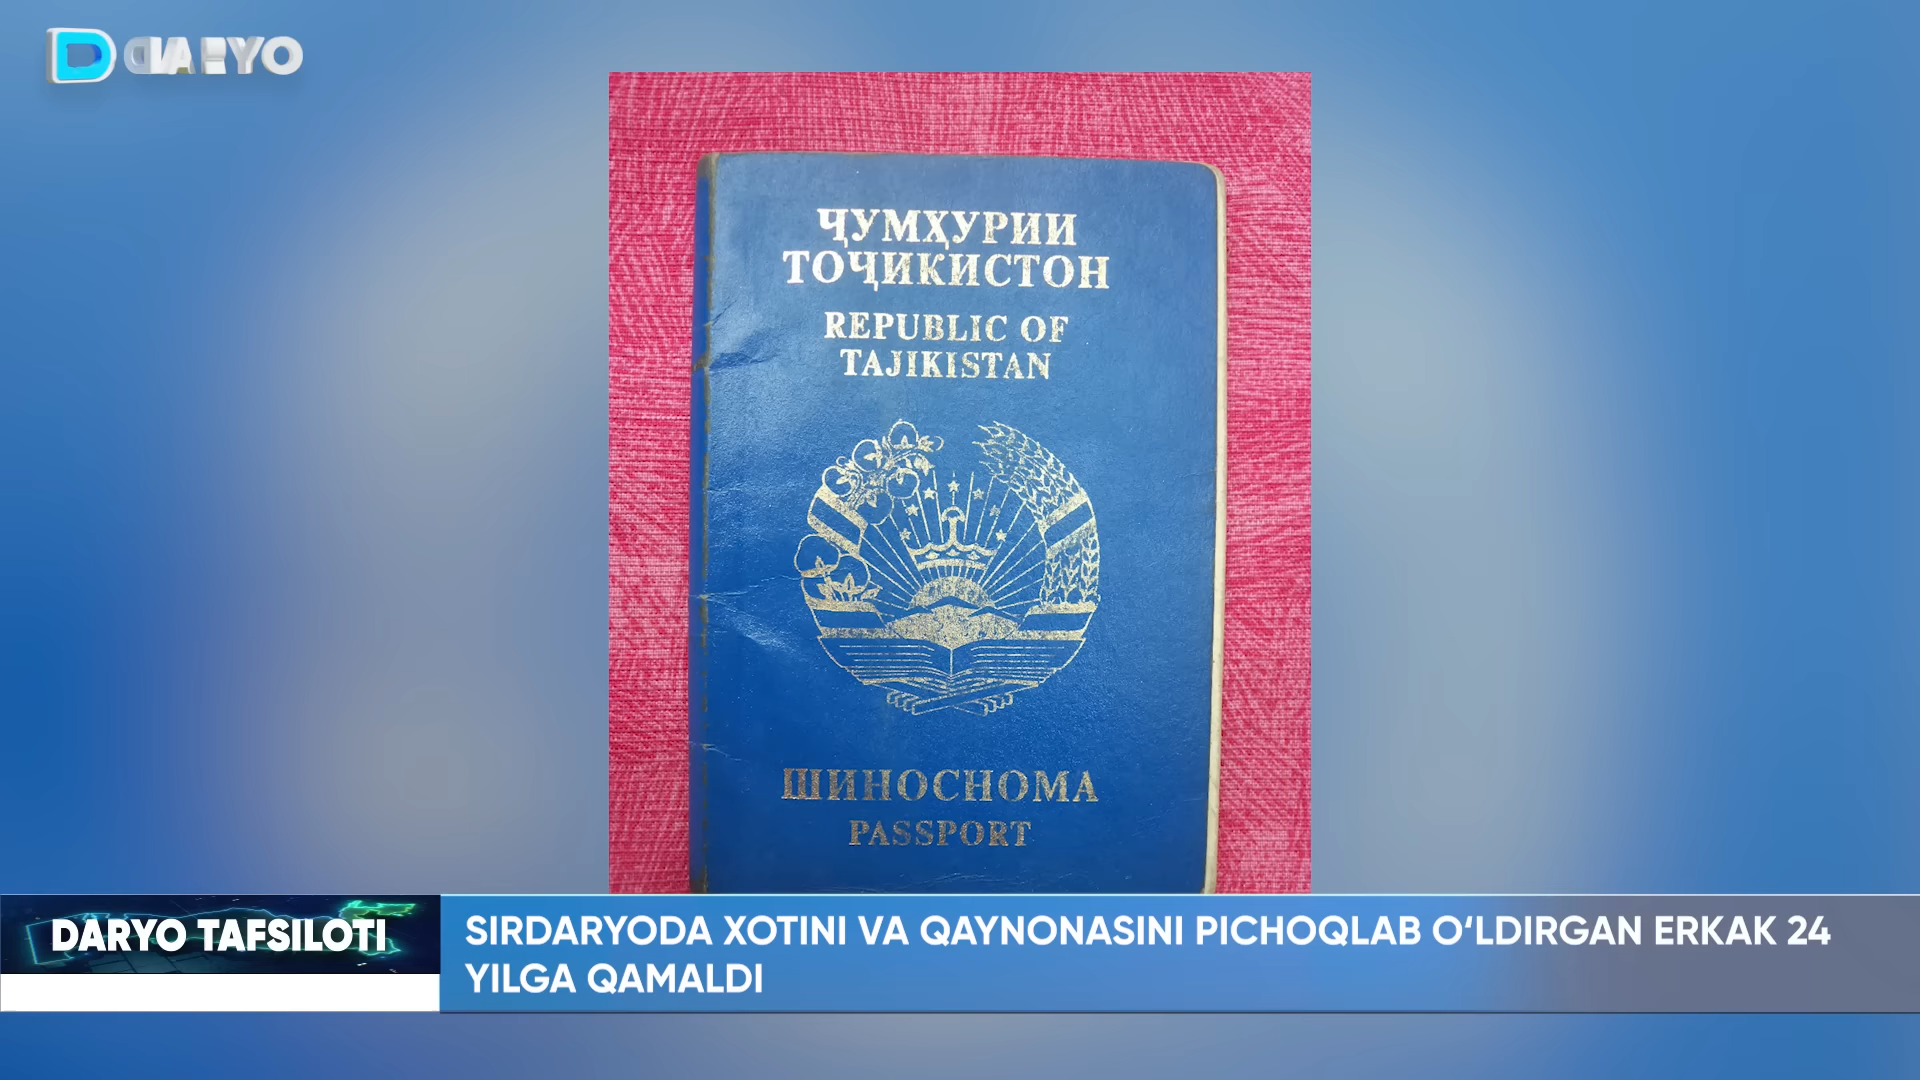 ҶУМҲУРИИ
ТОҶИКИСТОН
REPUBLIC OF
TAJIKISTAN
ШИНОСНОМА
PASSPORT
DARYO TAFSILOTI
SIRDARYODA XOTINI VA QAYNONASINI PICHOQLAB O‘LDIRGAN ERKAK 24
YILGA QAMALDI